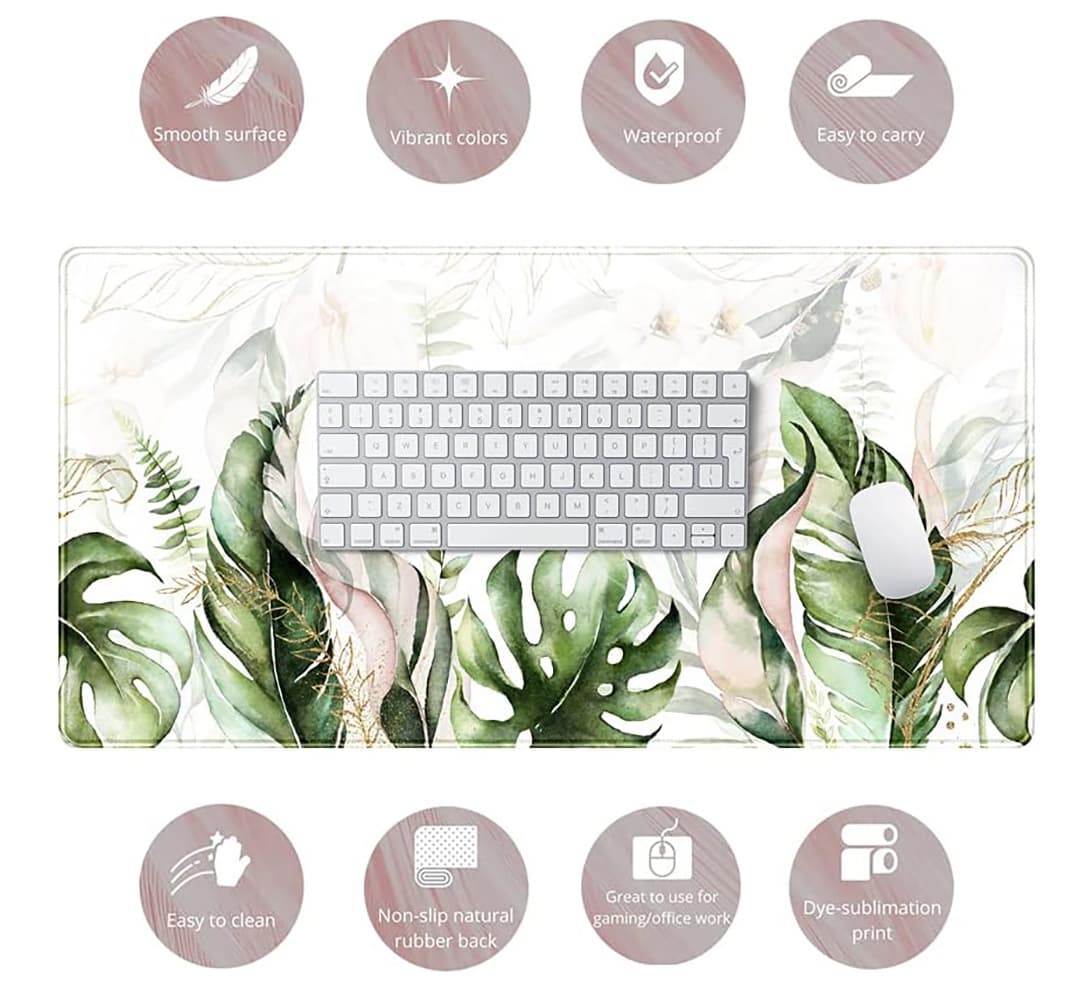 Smooth surface
Vibrant colors
Waterproof
Easy to carry
Q W E R T Y U I O P
A S D F G H J K L
Z X C V B N M
Easy to clean
Non-slip natural
rubber back
Great to use for
gaming/office work
Dye-sublimation
print